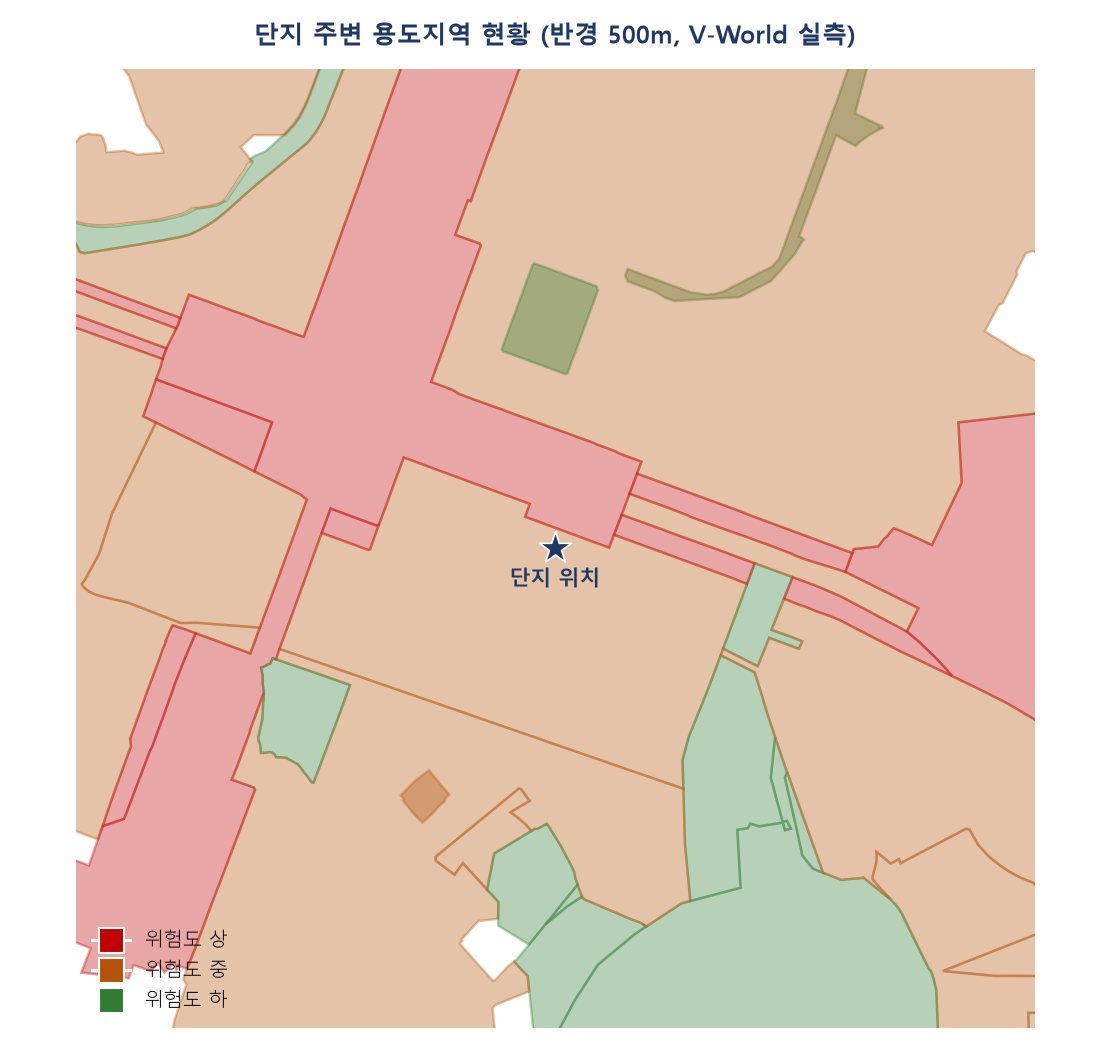 단지 주변 용도지역 현황 (반경 500m, V-World 실측)
단지 위치
위험도 상
위험도 중
위험도 하